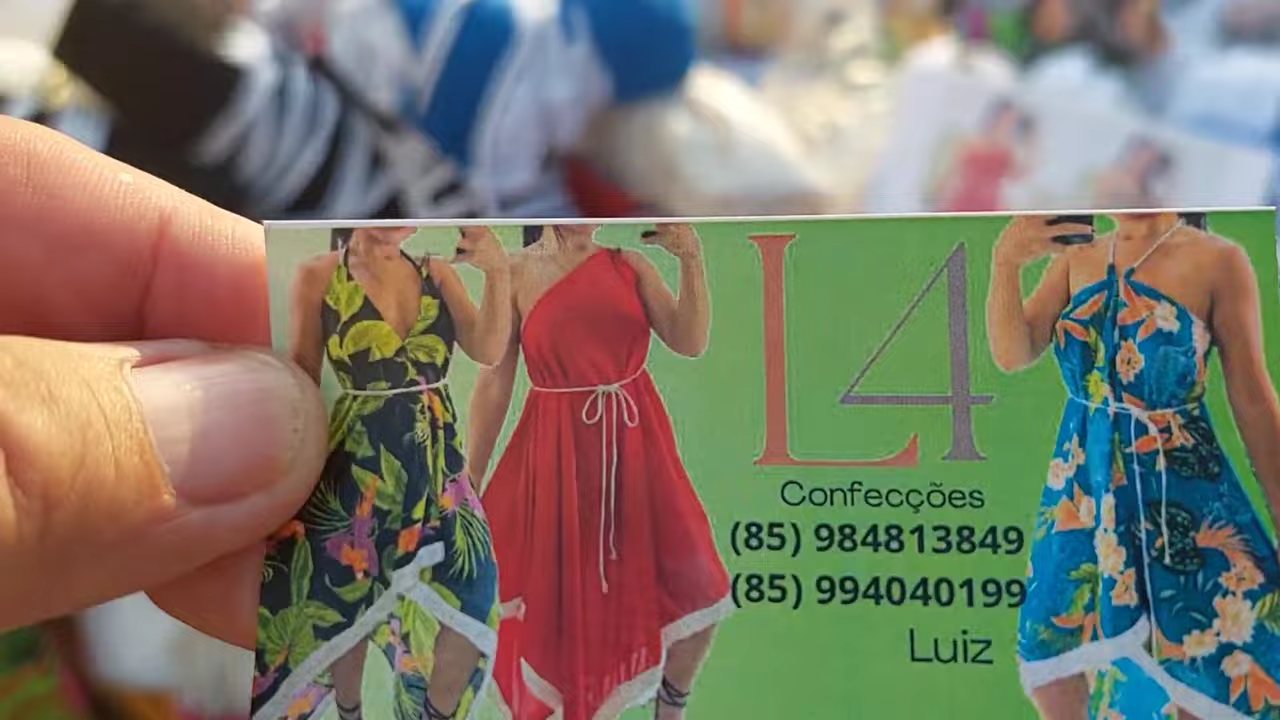 L4
Confecções
(85) 984813849
(85) 994040199
Luiz